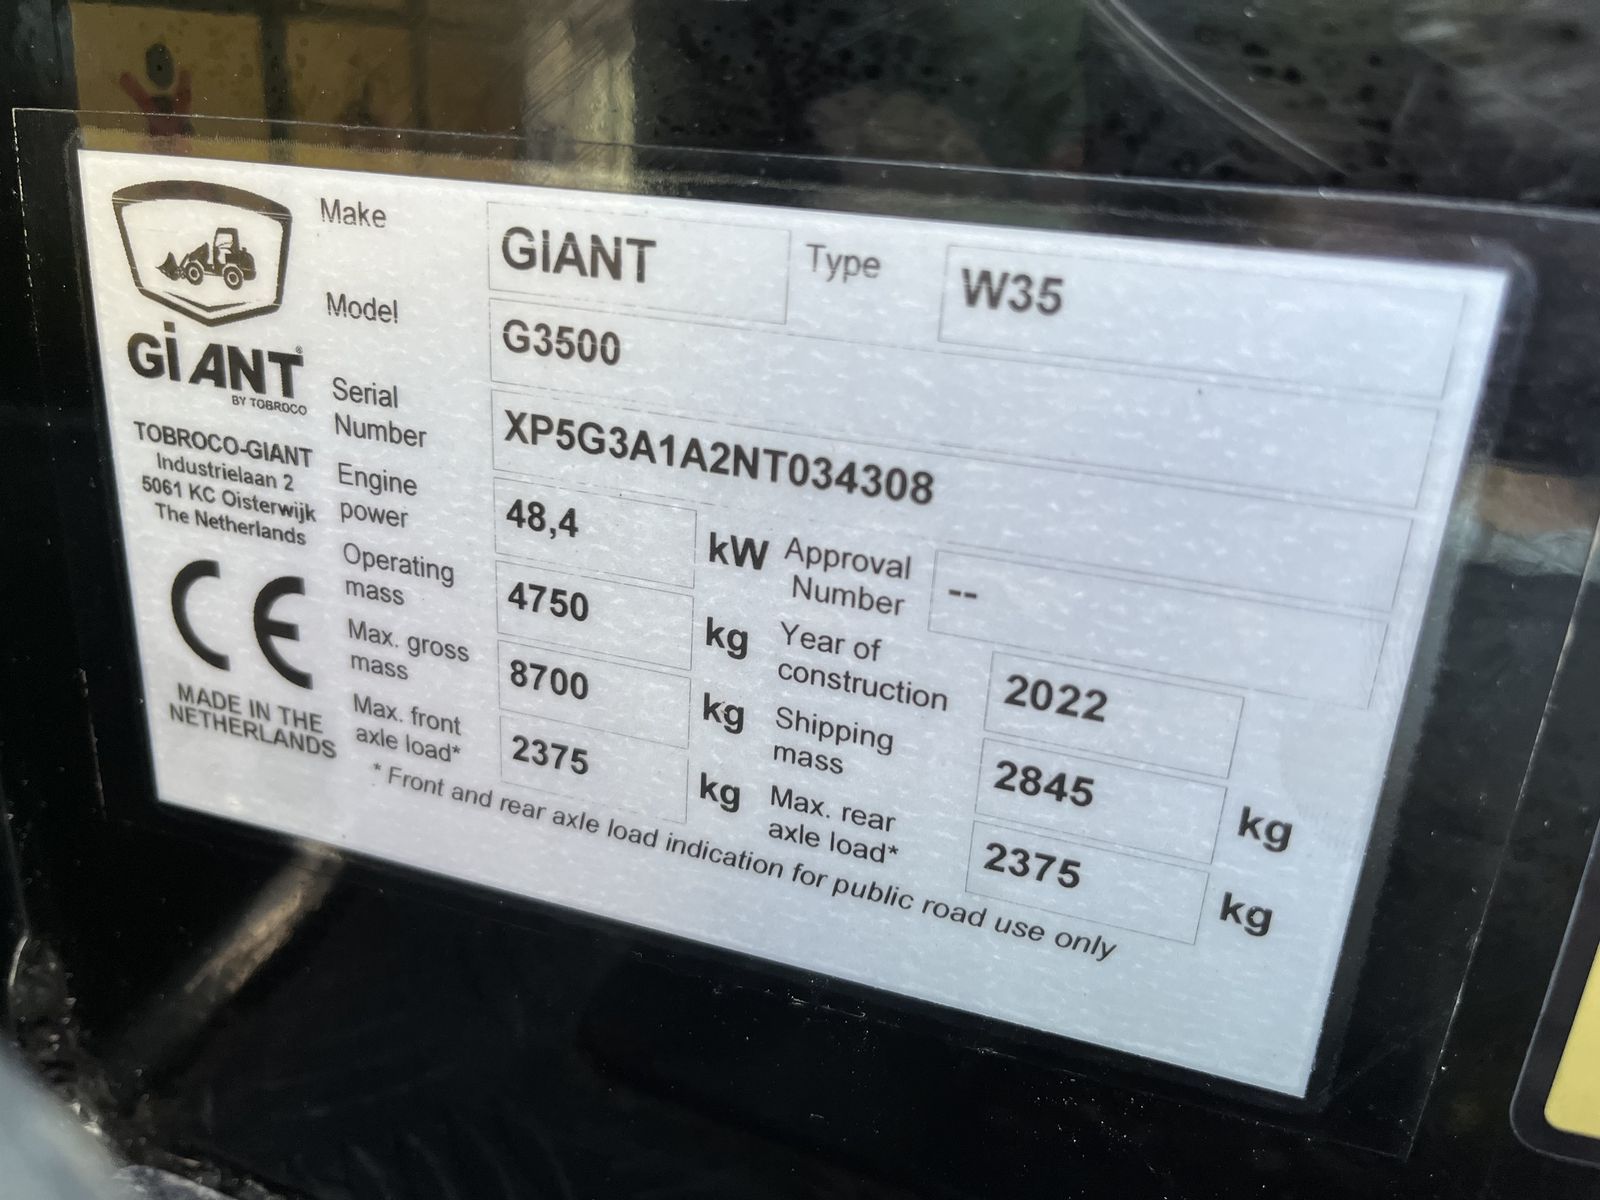 GiANT®
BY TOBROCO
TOBROCO-GIANT
Industrielaan 2
5061 KC Oisterwijk
The Netherlands
CE
MADE IN THE
NETHERLANDS
Make GiANT Type W35
Model G3500
Serial Number XP5G3A1A2NT034308
Engine power 48,4 kW Approval Number --
Operating mass 4750 kg Year of construction 2022
Max. gross mass 8700 kg Shipping mass 2845 kg
Max. front axle load* 2375 kg Max. rear axle load* 2375 kg
* Front and rear axle load indication for public road use only